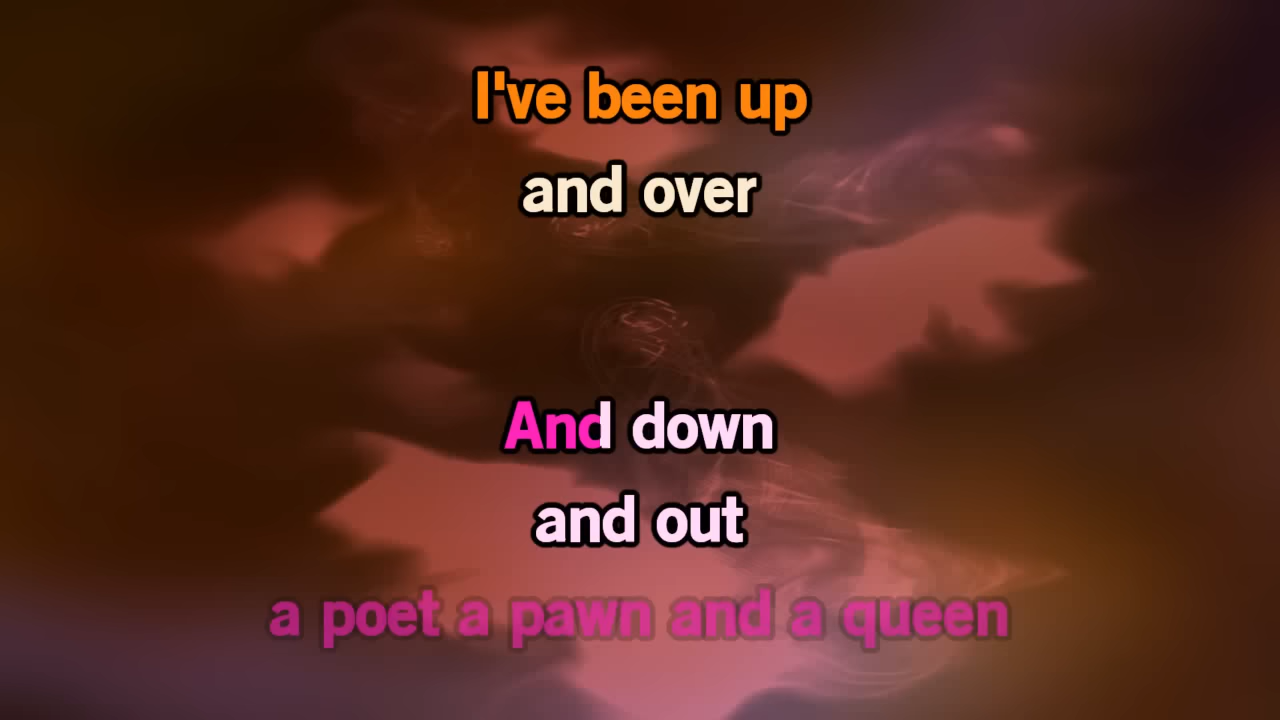 I've been up
and over
And down
and out
a poet a pawn and a queen